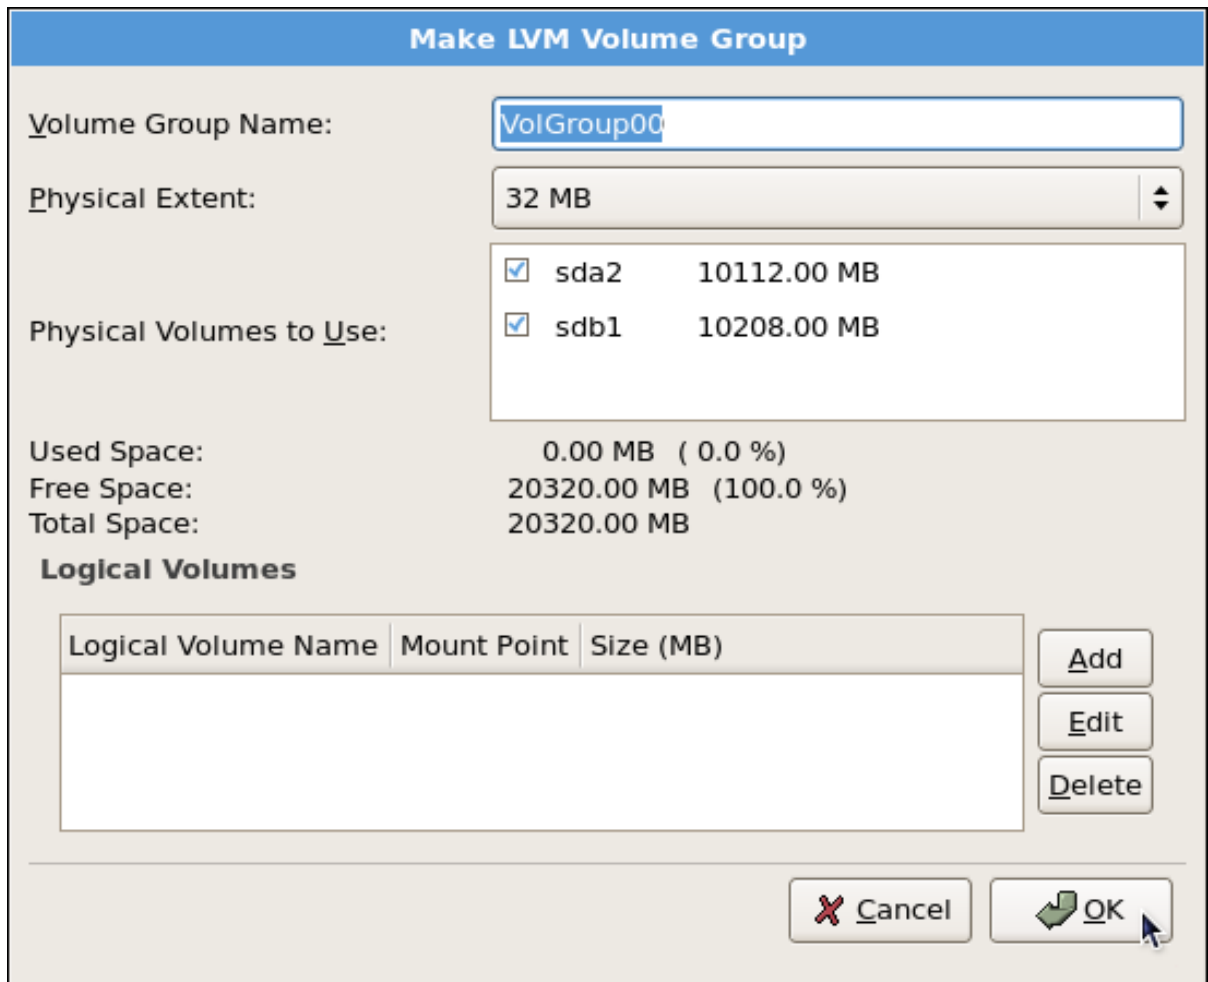 Make LVM Volume Group
Volume Group Name: VolGroup00
Physical Extent: 32 MB
Physical Volumes to Use:
sda2 10112.00 MB
sdb1 10208.00 MB
Used Space: 0.00 MB ( 0.0 %)
Free Space: 20320.00 MB (100.0 %)
Total Space: 20320.00 MB
Logical Volumes
Logical Volume Name Mount Point Size (MB)
Add
Edit
Delete
Cancel OK